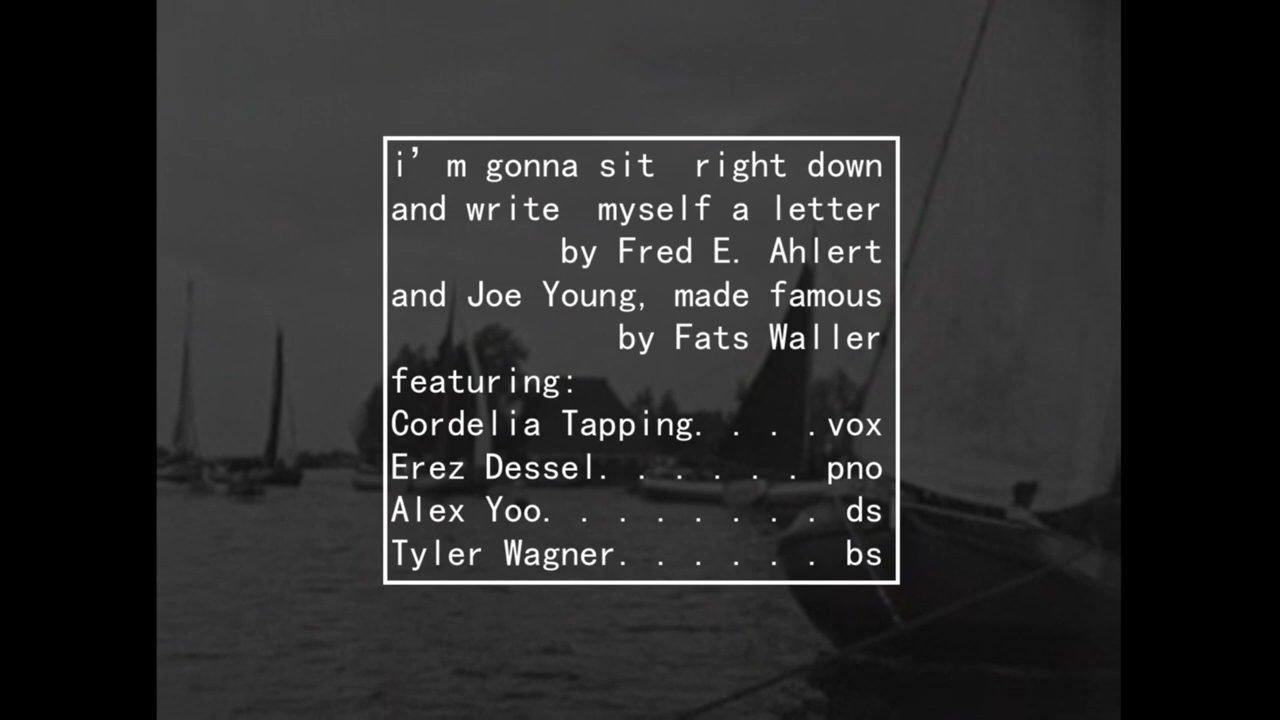 i’m gonna sit right down
and write myself a letter
by Fred E. Ahlert
and Joe Young, made famous
by Fats Waller
featuring:
Cordelia Tapping. . . . vox
Erez Dessel. . . . . . pno
Alex Yoo. . . . . . . . ds
Tyler Wagner. . . . . . bs